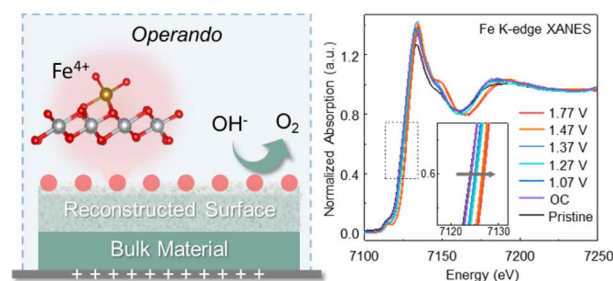 Operando
Fe⁴⁺
OH⁻ O₂
Reconstructed Surface
Bulk Material
+ + + + + + + + + + +
Fe K-edge XANES
Normalized Absorption (a.u.)
1.2
0.8
0.4
0.0
0.6
7120 7130
1.77 V
1.47 V
1.37 V
1.27 V
1.07 V
OC
Pristine
7100 7150 7200 7250
Energy (eV)